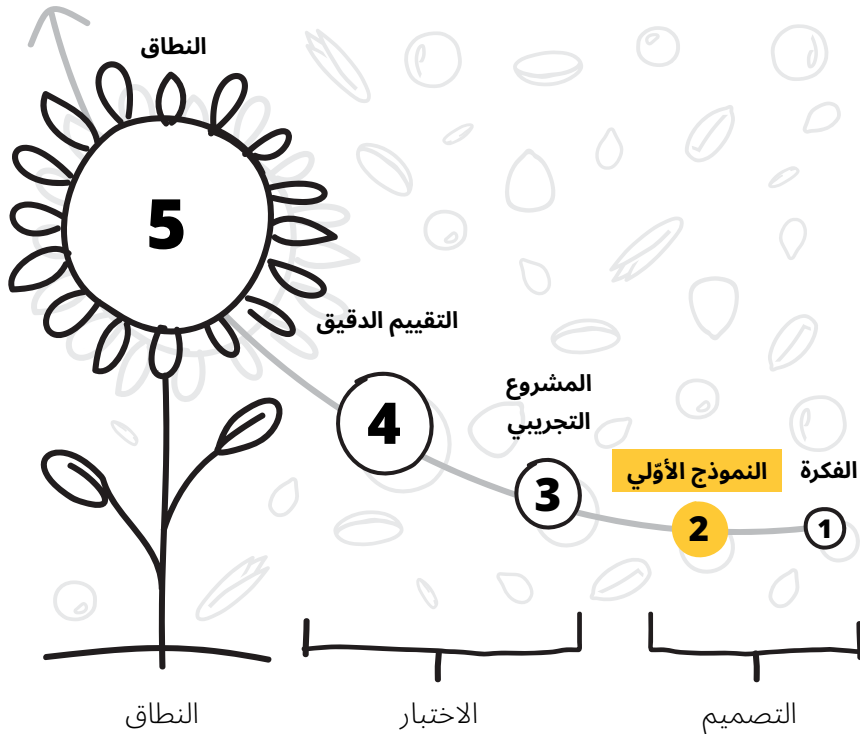 النطاق
5
التقييم الدقيق
4
المشروع
التجريبي
3
النموذج الأوّلي
2
الفكرة
1
التصميم
الاختبار
النطاق